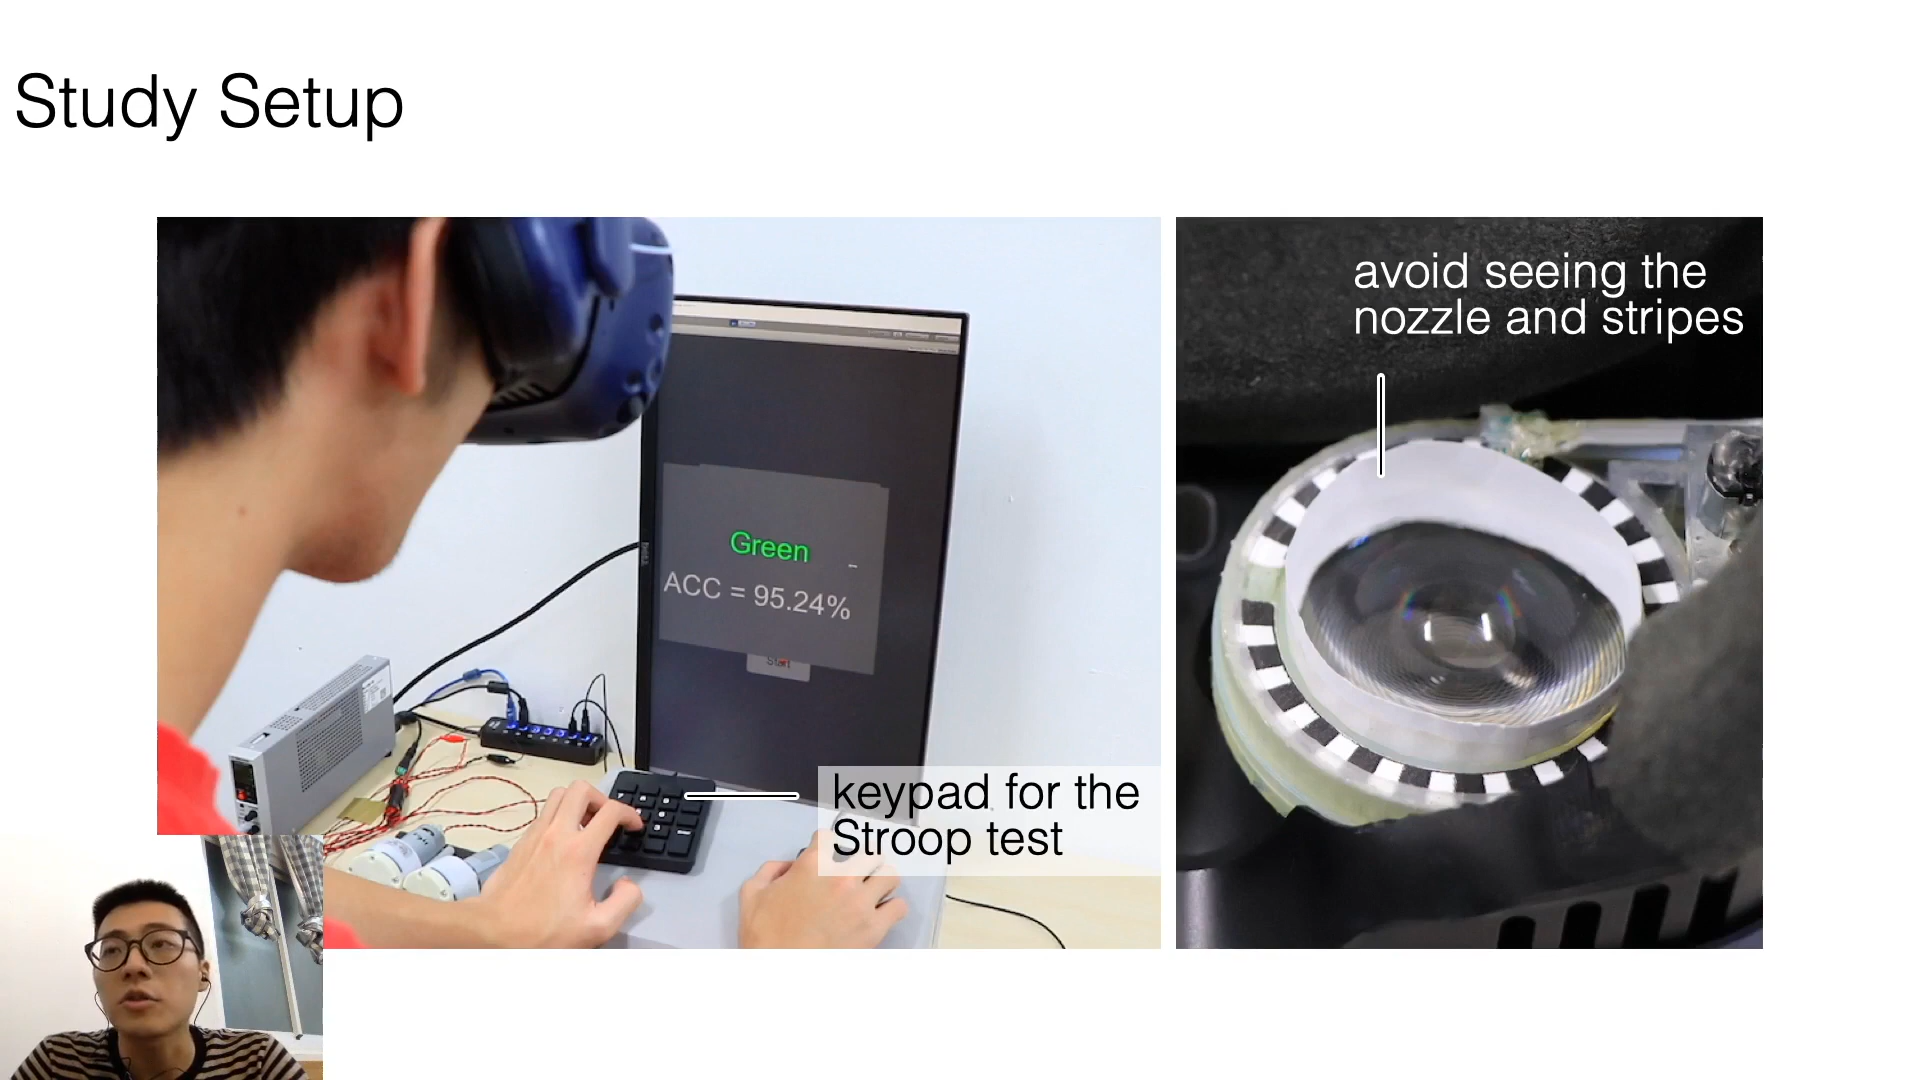 Study Setup
avoid seeing the
nozzle and stripes
Green
ACC = 95.24%
Start
keypad for the
Stroop test